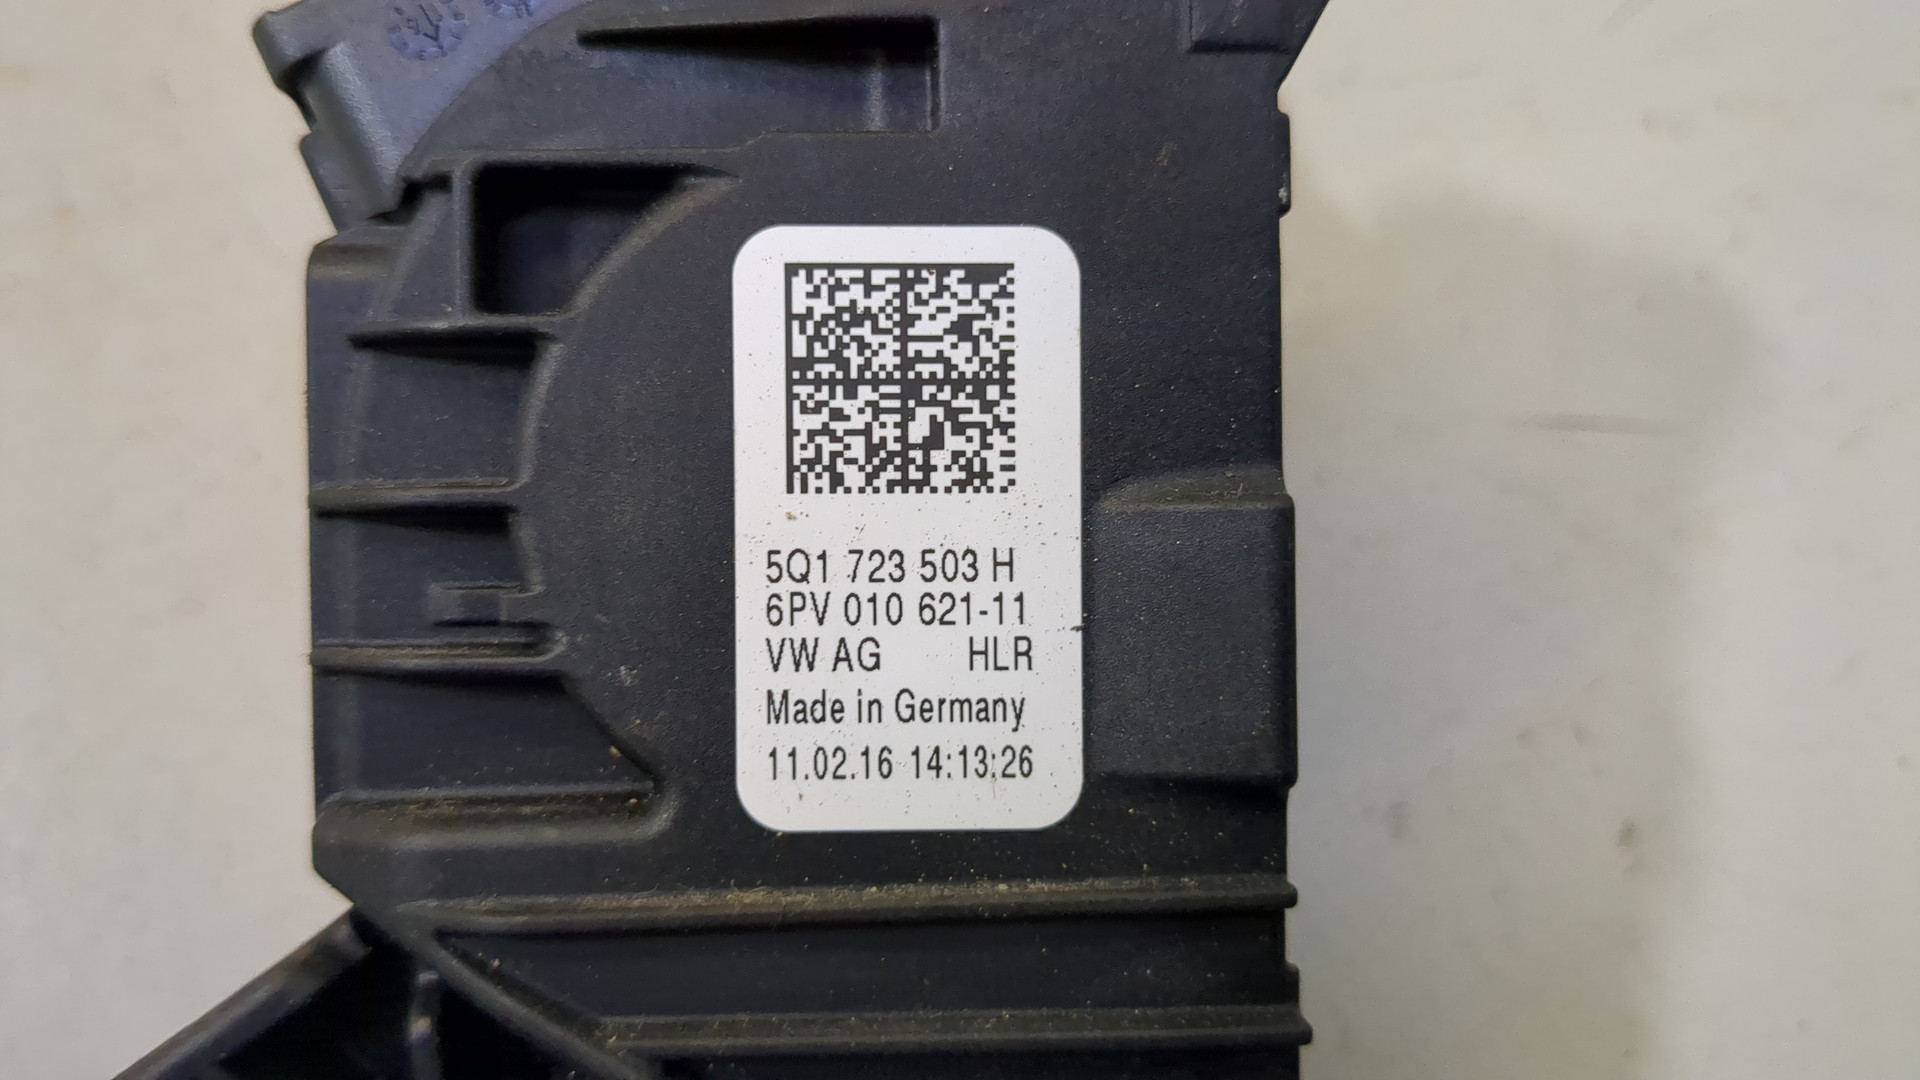 5Q1 723 503 H
6PV 010 621-11
VW AG HLR
Made in Germany
11.02.16 14:13:26